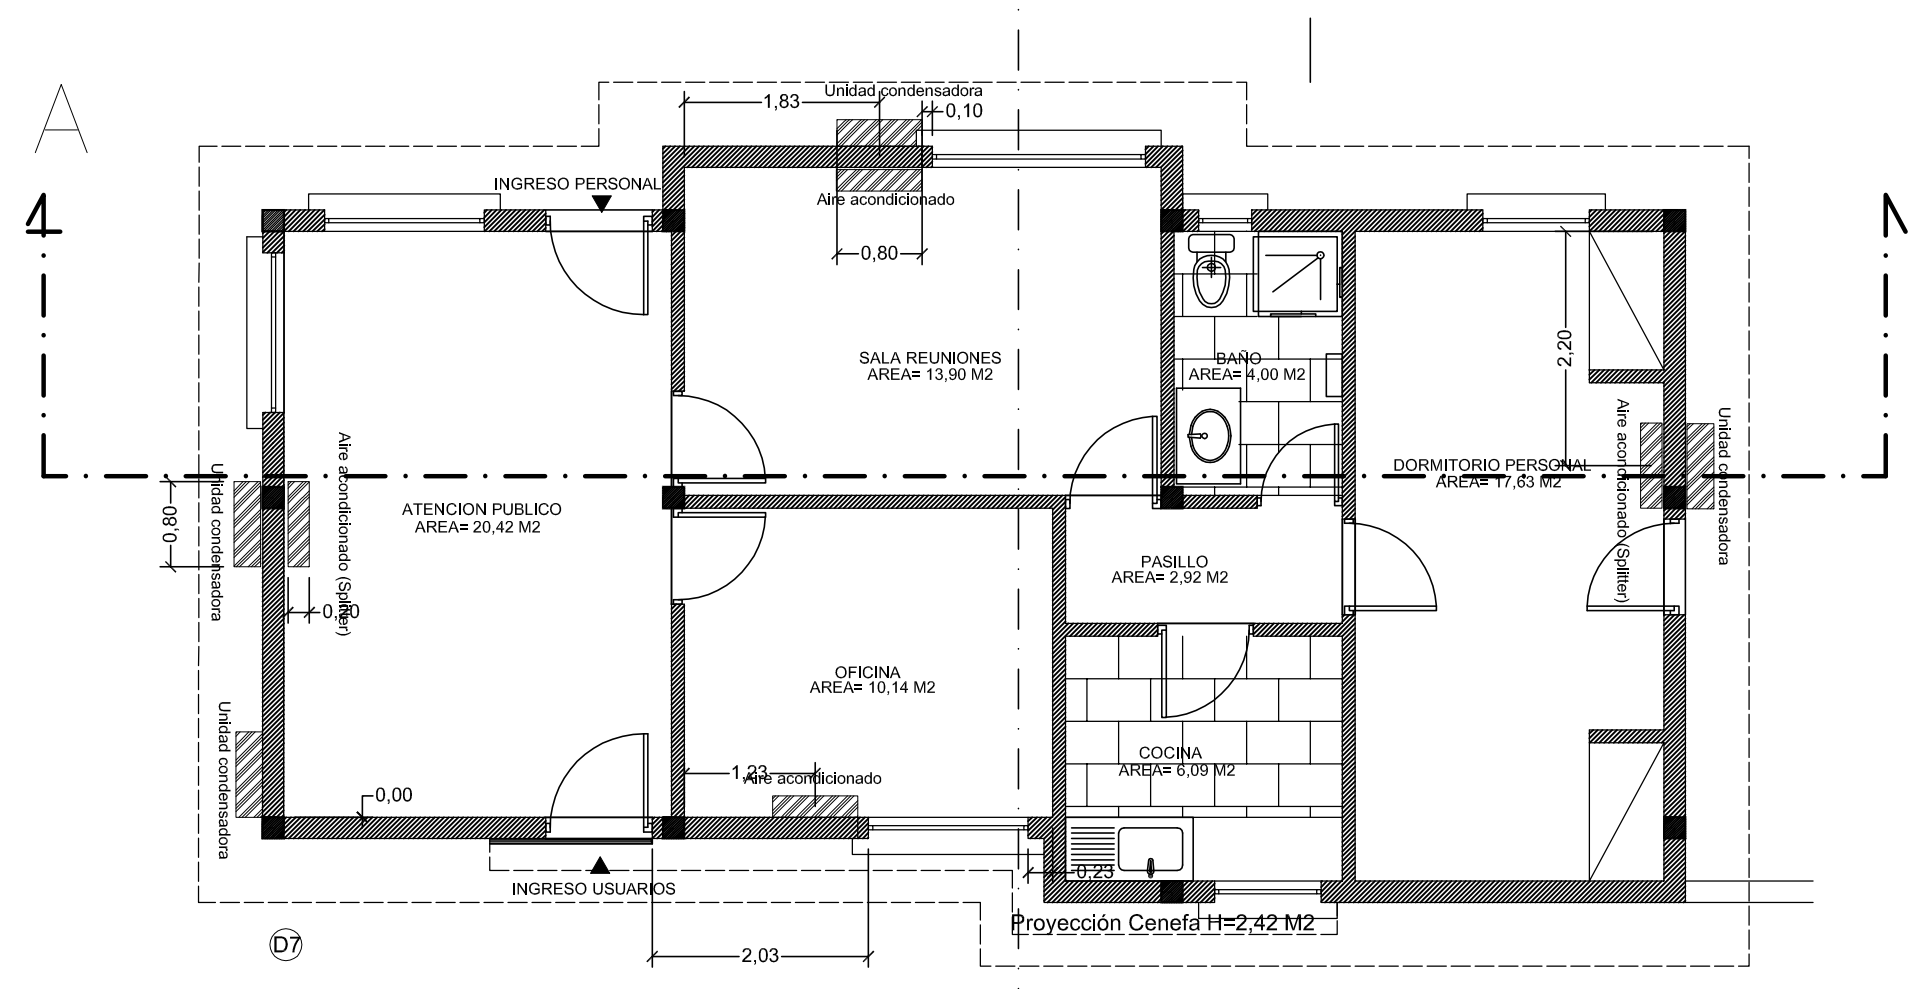 A
Unidad condensadora
1,83
0,10
INGRESO PERSONAL
Aire acondicionado
0,80
SALA REUNIONES
AREA= 13,90 M2
BAÑO
AREA= 4,00 M2
2,20
Aire acondicionado (Splitter)
Unidad condensadora
DORMITORIO PERSONAL
AREA= 17,63 M2
Unidad condensadora
0,80
Aire acondicionado (Splitter)
0,20
ATENCION PUBLICO
AREA= 20,42 M2
PASILLO
AREA= 2,92 M2
OFICINA
AREA= 10,14 M2
COCINA
AREA= 6,09 M2
Unidad condensadora
1,23
Aire acondicionado
0,00
0,23
INGRESO USUARIOS
Proyección Cenefa H=2,42 M2
D7
2,03